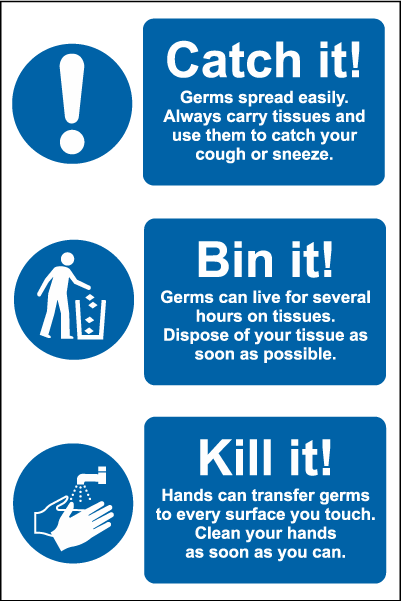 Catch it!
Germs spread easily.
Always carry tissues and
use them to catch your
cough or sneeze.
Bin it!
Germs can live for several
hours on tissues.
Dispose of your tissue as
soon as possible.
Kill it!
Hands can transfer germs
to every surface you touch.
Clean your hands
as soon as you can.